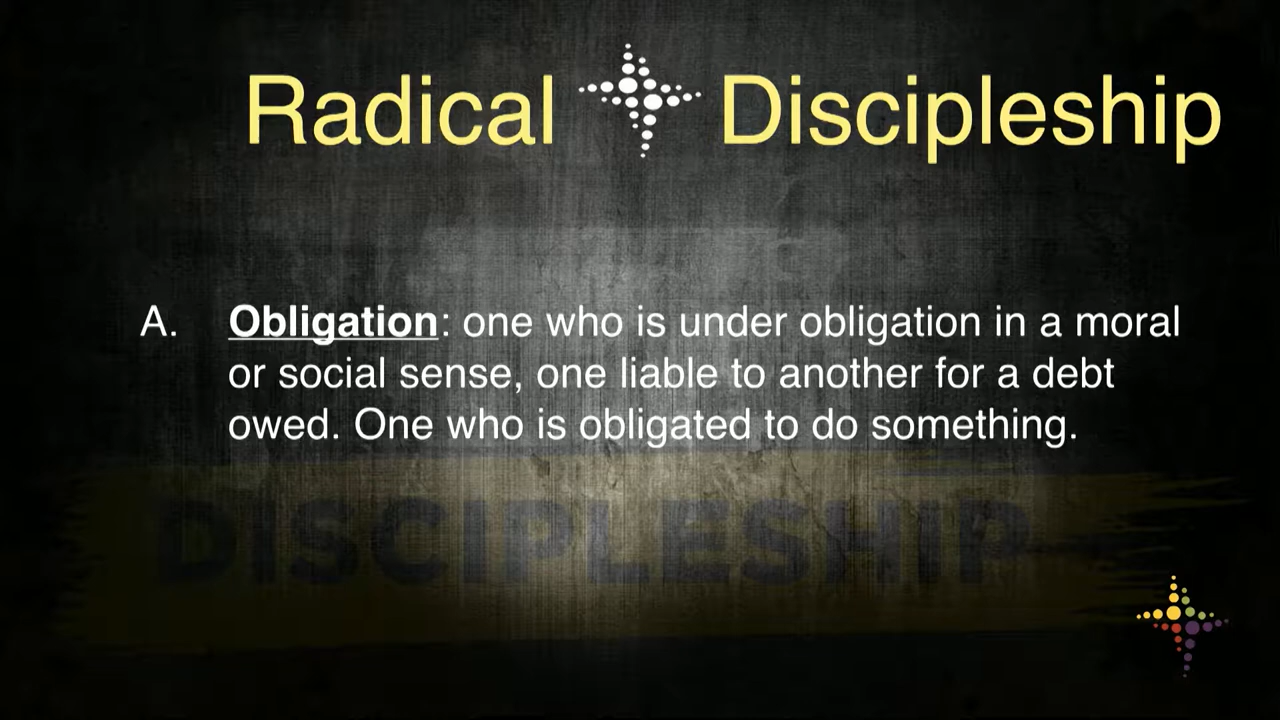 Radical Discipleship
A. Obligation: one who is under obligation in a moral
or social sense, one liable to another for a debt
owed. One who is obligated to do something.
DISCIPLESHIP